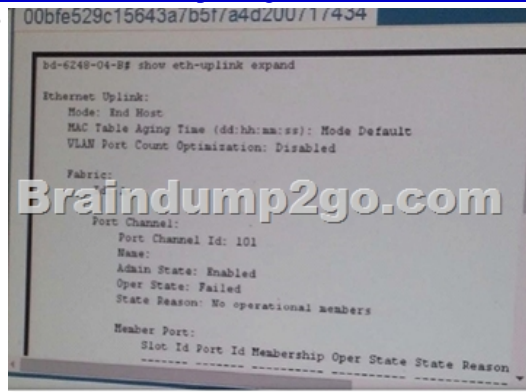 00bfe529c15643a7b5f7a4d200717434
bd-6248-04-B# show eth-uplink expand
Ethernet Uplink:
Mode: End Host
MAC Table Aging Time (dd:hh:mm:ss): Mode Default
VLAN Port Count Optimization: Disabled
Fabric:
Braindump2go.com
Port Channel:
Port Channel Id: 101
Name:
Admin State: Enabled
Oper State: Failed
State Reason: No operational members
Member Port:
Slot Id Port Id Membership Oper State State Reason
------- ------- ---------- ---------- ------------